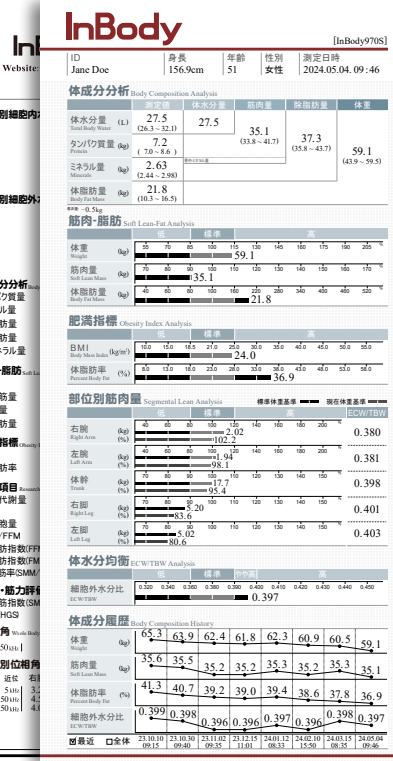 InBody
[InBody970S]
ID 身長 年齢 性別 測定日時
Jane Doe 156.9cm 51 女性 2024.05.04. 09:46
体成分分析 Body Composition Analysis
測定値 体水分量 筋肉量 除脂肪量 体重
体水分量 (L) 27.5 27.5 35.1 37.3 59.1
Total Body Water (26.3 ~ 32.1) (33.8 ~ 41.7) (35.8 ~ 43.7) (43.9 ~ 59.5)
タンパク質量 (kg) 7.2
Protein ( 7.0 ~ 8.6 )
ミネラル量 (kg) 2.63
Minerals (2.44 ~ 2.98)
体脂肪量 (kg) 21.8
Body Fat Mass (10.3 ~ 16.5)
−0.5kg
筋肉-脂肪 Soft Lean-Fat Analysis
低 標準 高
体重 (kg) 55 70 85 100 115 130 145 160 175 190 205 %
Weight 59.1
筋肉量 (kg) 70 80 90 100 110 120 130 140 150 160 170 %
Soft Lean Mass 35.1
体脂肪量 (kg) 40 60 80 100 160 220 280 340 400 460 520 %
Body Fat Mass 21.8
肥満指標 Obesity Index Analysis
低 標準 高
BMI (kg/m²) 10.0 15.0 18.5 21.0 25.0 30.0 35.0 40.0 45.0 50.0 55.0
Body Mass Index 24.0
体脂肪率 (%) 8.0 13.0 18.0 23.0 28.0 33.0 38.0 43.0 48.0 53.0 58.0
Percent Body Fat 36.9
部位別筋肉量 Segmental Lean Analysis 標準体重基準 現在体重基準
低 標準 高 ECW/TBW
右腕 (kg) 40 60 80 100 120 140 160 180 200 %
Right Arm (%) 2.02 102.2 0.380
左腕 (kg) 40 60 80 100 120 140 160 180 200 %
Left Arm (%) 1.94 98.1 0.381
体幹 (kg) 70 80 90 100 110 120 130 140 150 %
Trunk (%) 17.7 95.4 0.398
右脚 (kg) 70 80 90 100 110 120 130 140 150 %
Right Leg (%) 5.20 83.6 0.401
左脚 (kg) 70 80 90 100 110 120 130 140 150 %
Left Leg (%) 5.02 80.6 0.403
体水分均衡 ECW/TBW Analysis
低 標準 やや高 高
細胞外水分比 0.320 0.340 0.360 0.380 0.390 0.400 0.410 0.420 0.430 0.440 0.450
ECW/TBW 0.397
体成分履歴 Body Composition History
体重 (kg) 65.3 63.9 62.4 61.8 62.3 60.9 60.5 59.1
Weight
筋肉量 (kg) 35.6 35.5 35.2 35.2 35.3 35.2 35.3 35.1
Soft Lean Mass
体脂肪率 (%) 41.3 40.7 39.2 39.0 39.4 38.6 37.8 36.9
Percent Body Fat
細胞外水分比 0.399 0.398 0.396 0.396 0.397 0.396 0.398 0.397
ECW/TBW
☑最近 □全体 23.10.10 23.10.30 23.11.02 23.12.15 24.01.12 24.02.10 24.03.15 24.05.04
09:15 09:40 09:35 11:01 08:33 15:50 08:35 09:46